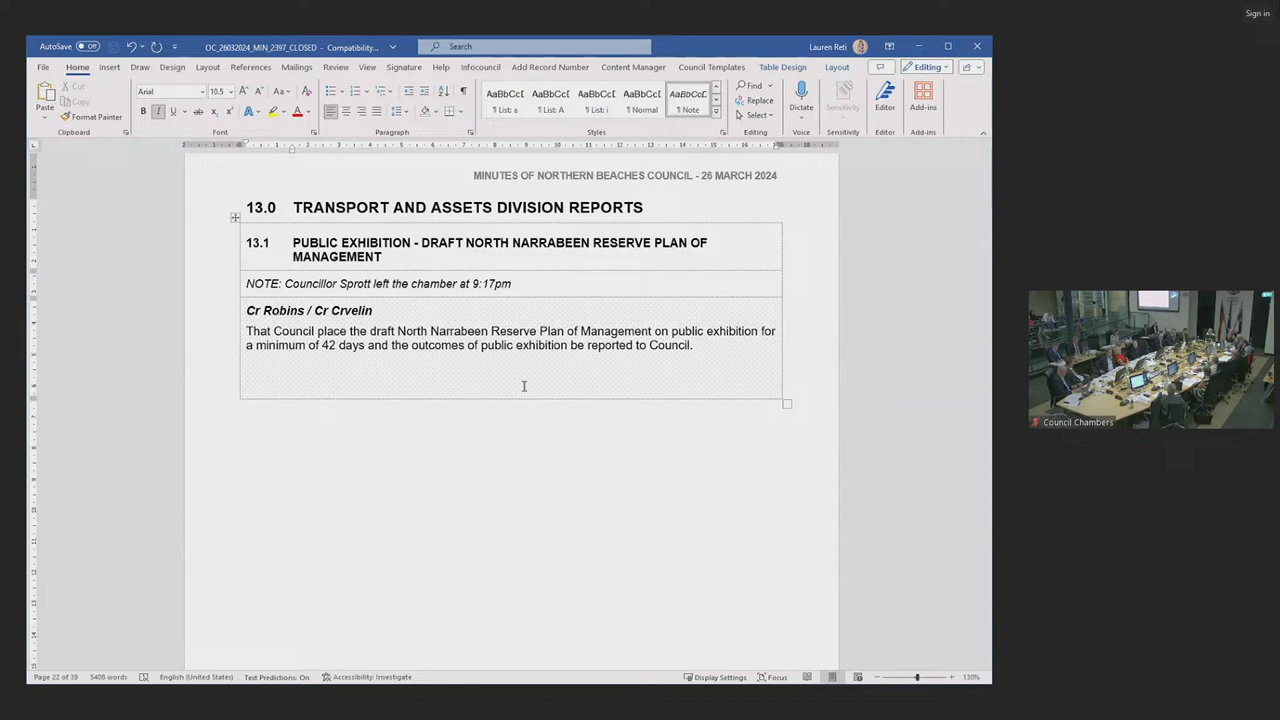 Sign in
AutoSave Off OC_26032024_MIN_2397_CLOSED - Compatibility... Search Lauren Reti
File Home Insert Draw Design Layout References Mailings Review View Signature Help Infocouncil Add Record Number Content Manager Council Templates Table Design Layout Editing
Paste
Cut
Copy
Format Painter
Clipboard
Arial 10.5
Font
Paragraph
AaBbCcI AaBbCcI AaBbCcI AaBbCcI AaBbCcI
¶ List: a ¶ List: A ¶ List: i ¶ Normal ¶ Note
Styles
Find
Replace
Select
Editing
Dictate
Voice
Sensitivity
Sensitivity
Editor
Editor
Add-ins
Add-ins
MINUTES OF NORTHERN BEACHES COUNCIL - 26 MARCH 2024
13.0 TRANSPORT AND ASSETS DIVISION REPORTS
13.1 PUBLIC EXHIBITION - DRAFT NORTH NARRABEEN RESERVE PLAN OF
MANAGEMENT
NOTE: Councillor Sprott left the chamber at 9:17pm
Cr Robins / Cr Crvelin
That Council place the draft North Narrabeen Reserve Plan of Management on public exhibition for
a minimum of 42 days and the outcomes of public exhibition be reported to Council.
Council Chambers
Page 22 of 39 5408 words English (United States) Text Predictions: On Accessibility: Investigate Display Settings Focus 130%